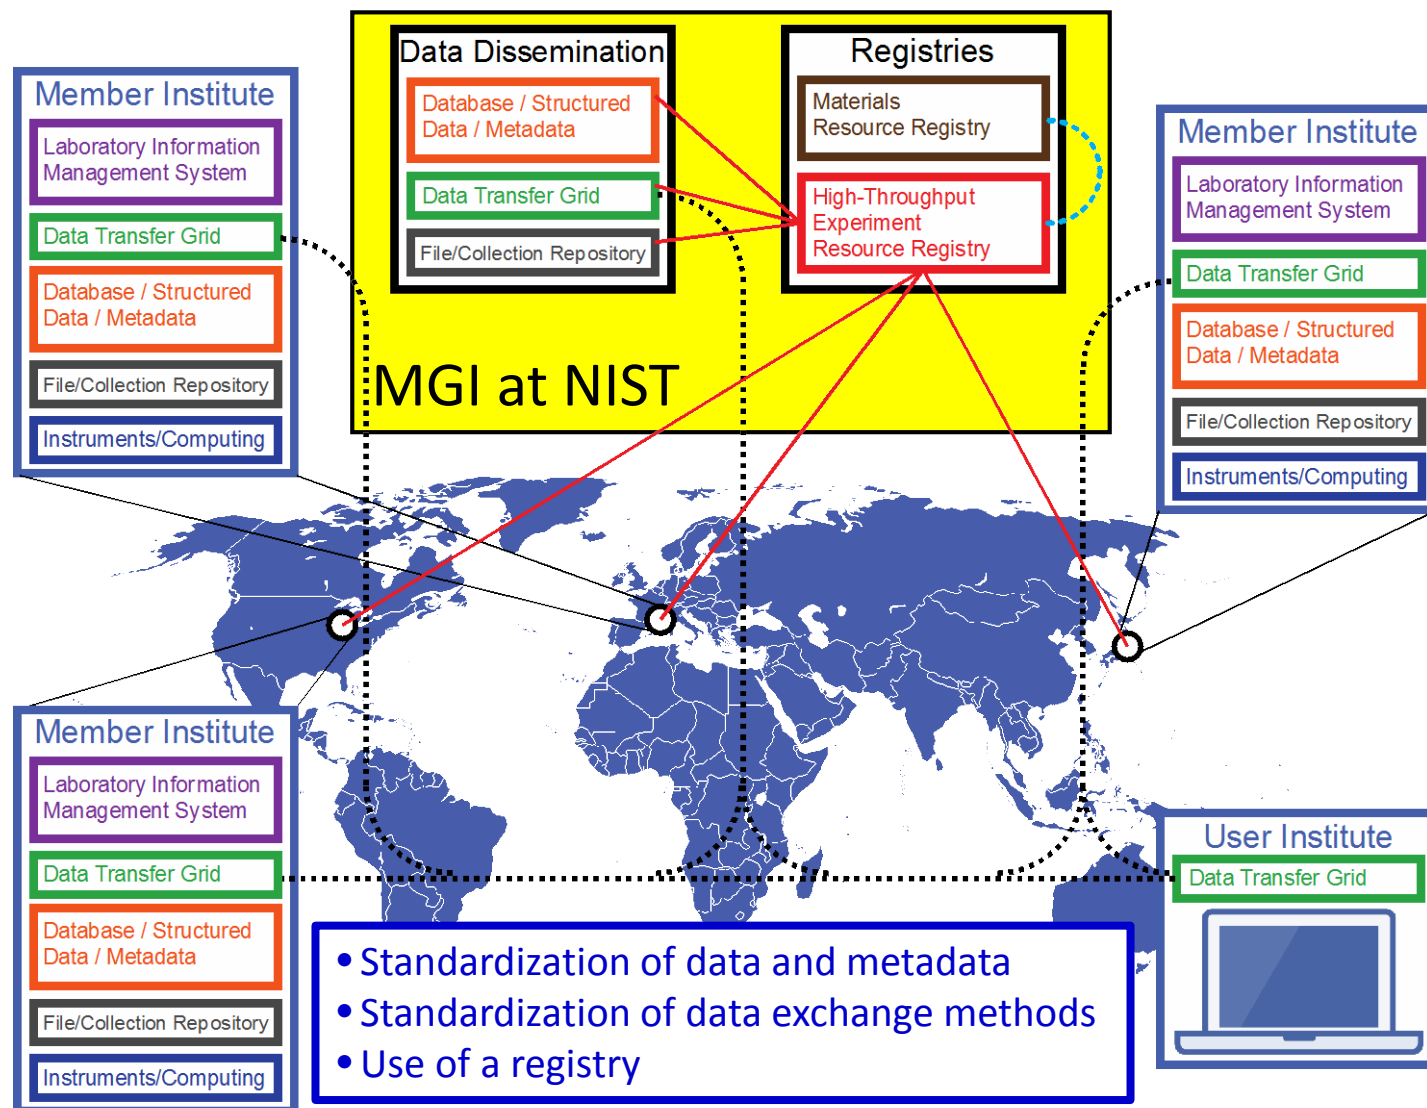 Data Dissemination
Database / Structured
Data / Metadata
Data Transfer Grid
File/Collection Repository
Registries
Materials
Resource Registry
High-Throughput
Experiment
Resource Registry
MGI at NIST
Member Institute
Laboratory Information
Management System
Data Transfer Grid
Database / Structured
Data / Metadata
File/Collection Repository
Instruments/Computing
Member Institute
Laboratory Information
Management System
Data Transfer Grid
Database / Structured
Data / Metadata
File/Collection Repository
Instruments/Computing
Member Institute
Laboratory Information
Management System
Data Transfer Grid
Database / Structured
Data / Metadata
File/Collection Repository
Instruments/Computing
User Institute
Data Transfer Grid
• Standardization of data and metadata
• Standardization of data exchange methods
• Use of a registry